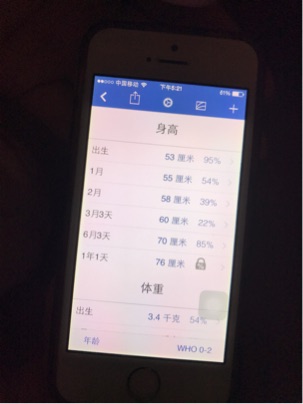 中国移动 下午5:21 61%
身高
出生 53 厘米 95%
1月 55 厘米 54%
2月 58 厘米 39%
3月3天 60 厘米 22%
6月3天 70 厘米 85%
1年1天 76 厘米
体重
出生 3.4 千克 54%
年龄 WHO 0-2